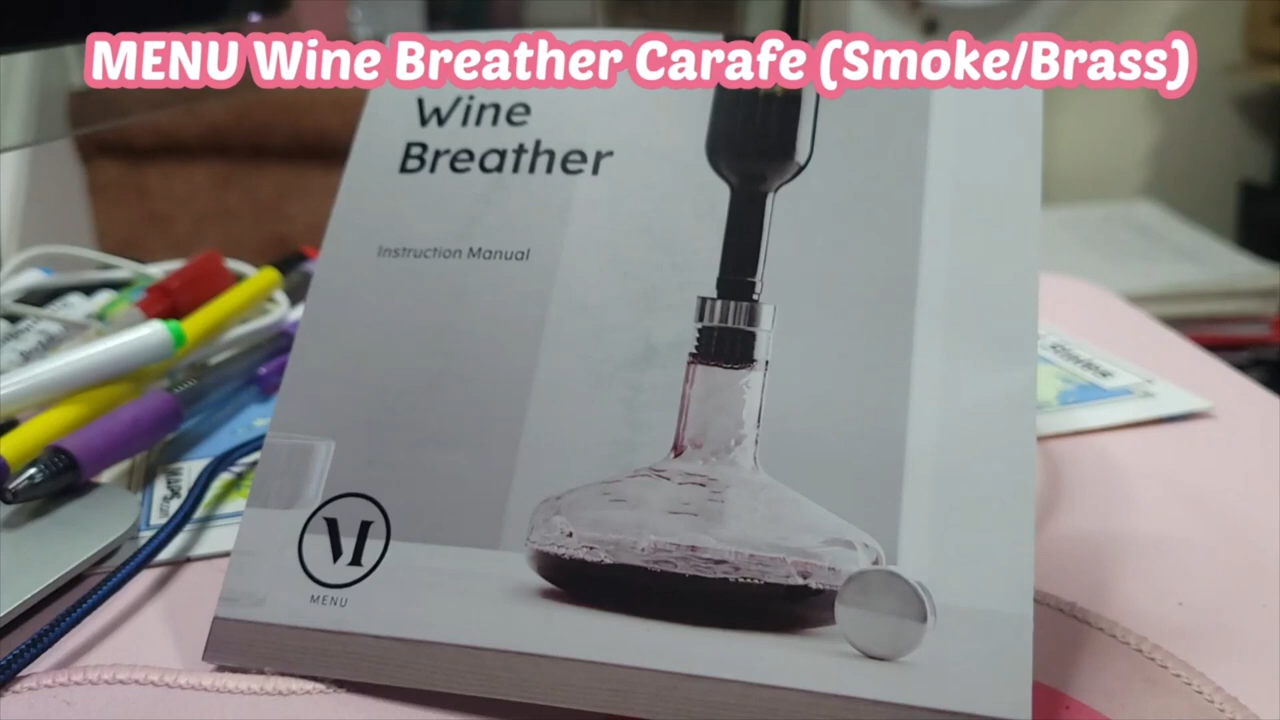 MENU Wine Breather Carafe (Smoke/Brass)
Wine
Breather
Instruction Manual
MENU